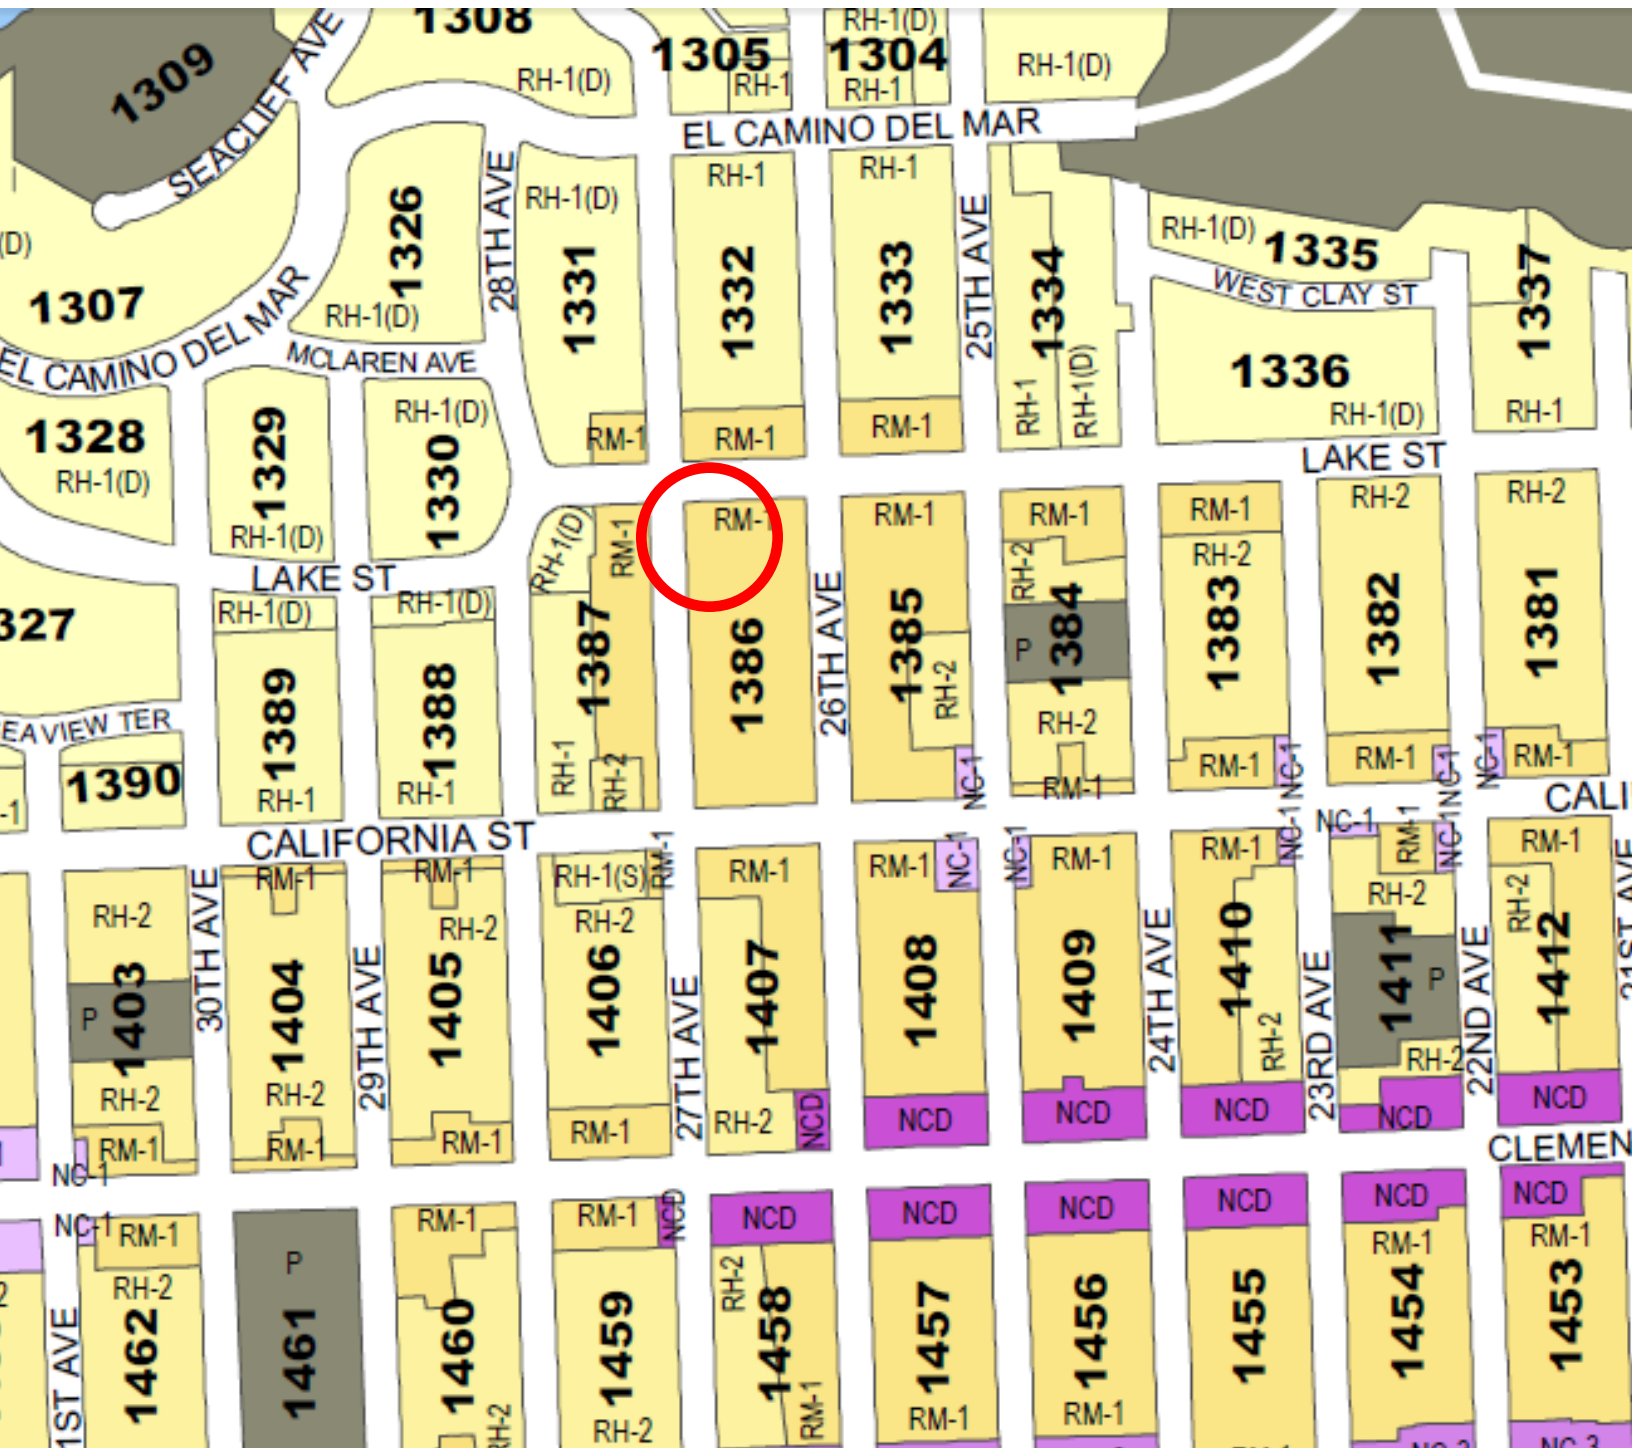 1309
SEACLIFF AVE
1308
RH-1(D)
1305
RH-1
RH-1(D)
1304
RH-1
RH-1(D)
EL CAMINO DEL MAR
(D)
1307
EL CAMINO DEL MAR
1326
RH-1(D)
28TH AVE
RH-1(D)
1331
RM-1
RH-1
1332
RM-1
RH-1
1333
RM-1
25TH AVE
1334
RH-1
RH-1(D)
RH-1(D)
1335
WEST CLAY ST
1336
RH-1(D)
1337
RH-1
MCLAREN AVE
1328
RH-1(D)
1329
RH-1(D)
RH-1(D)
1330
LAKE ST
LAKE ST
327
EAVIEW TER
1390
-1
RH-1(D)
1389
RH-1
RH-1(D)
1388
RH-1
RH-1(D)
RM-1
1387
RH-1
RH-2
RM-1
1386
26TH AVE
RM-1
1385
RH-2
NC-1
RM-1
RH-2
1384
P
RH-2
RM-1
RM-1
RH-2
1383
RM-1
NC-1
RH-2
1382
RM-1
NC-1
RH-2
1381
NC-1
RM-1
CALIFORNIA ST
CALI
RH-2
1403
P
RH-2
RM-1
NC-1
30TH AVE
RM-1
1404
RH-2
RM-1
29TH AVE
RM-1
RH-2
1405
RM-1
RH-1(S)
RM-1
RH-2
1406
RM-1
27TH AVE
RM-1
1407
RH-2
NCD
RM-1
NC-1
1408
NCD
NC-1
RM-1
1409
NCD
24TH AVE
RM-1
NC-1
1410
RH-2
NCD
23RD AVE
NC-1
RM-1
NC-1
RH-2
1411
P
RH-2
NCD
22ND AVE
RM-1
RH-2
1412
NCD
21ST AVE
CLEMEN
1
2
1ST AVE
NC-1
RM-1
RH-2
1462
P
1461
RM-1
1460
RH-2
RM-1
NCD
1459
RH-2
NCD
RH-2
1458
RM-1
NCD
1457
RM-1
NCD
1456
RM-1
NCD
1455
NCD
RM-1
1454
NCD
RM-1
1453